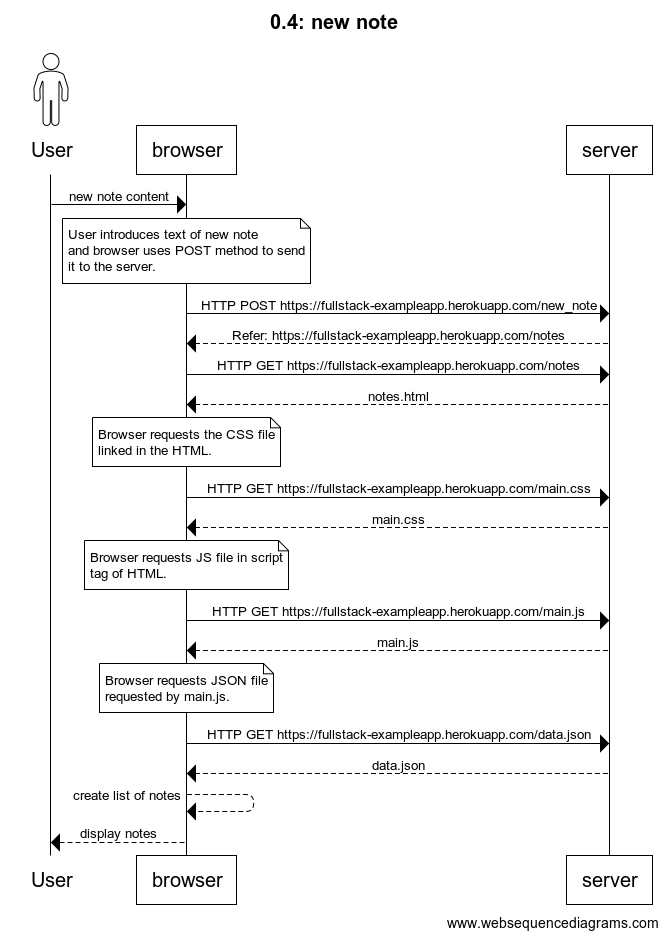 0.4: new note
User
browser
server
new note content
User introduces text of new note
and browser uses POST method to send
it to the server.
HTTP POST https://fullstack-exampleapp.herokuapp.com/new_note
Refer: https://fullstack-exampleapp.herokuapp.com/notes
HTTP GET https://fullstack-exampleapp.herokuapp.com/notes
notes.html
Browser requests the CSS file
linked in the HTML.
HTTP GET https://fullstack-exampleapp.herokuapp.com/main.css
main.css
Browser requests JS file in script
tag of HTML.
HTTP GET https://fullstack-exampleapp.herokuapp.com/main.js
main.js
Browser requests JSON file
requested by main.js.
HTTP GET https://fullstack-exampleapp.herokuapp.com/data.json
data.json
create list of notes
display notes
User
browser
server
www.websequencediagrams.com